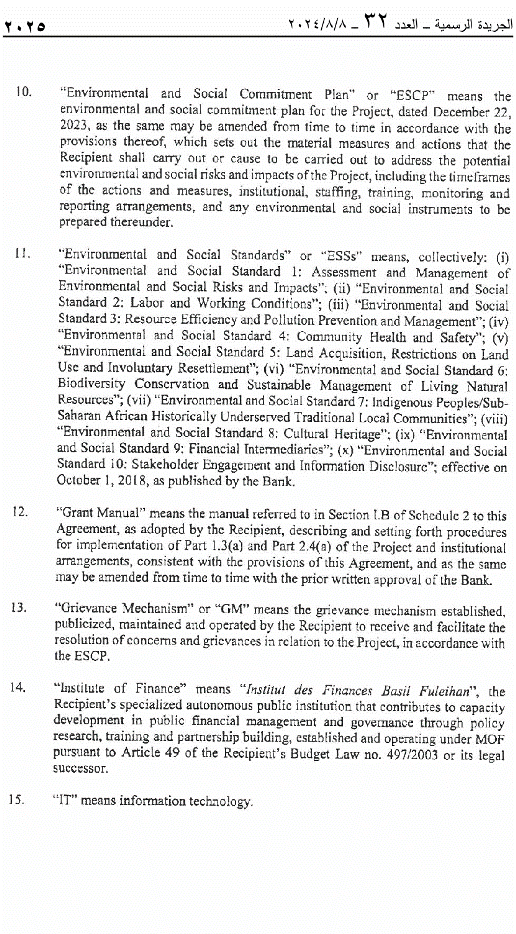 الجريدة الرسمية – العدد ٣٢ – ٢٠٢٤/٨/٨ ٢٠٢٥
10. “Environmental and Social Commitment Plan” or “ESCP” means the
environmental and social commitment plan for the Project, dated December 22,
2023, as the same may be amended from time to time in accordance with the
provisions thereof, which sets out the material measures and actions that the
Recipient shall carry out or cause to be carried out to address the potential
environmental and social risks and impacts of the Project, including the timeframes
of the actions and measures, institutional, staffing, training, monitoring and
reporting arrangements, and any environmental and social instruments to be
prepared thereunder.
11. “Environmental and Social Standards” or “ESSs” means, collectively: (i)
“Environmental and Social Standard 1: Assessment and Management of
Environmental and Social Risks and Impacts”; (ii) “Environmental and Social
Standard 2: Labor and Working Conditions”; (iii) “Environmental and Social
Standard 3: Resource Efficiency and Pollution Prevention and Management”; (iv)
“Environmental and Social Standard 4: Community Health and Safety”; (v)
“Environmental and Social Standard 5: Land Acquisition, Restrictions on Land
Use and Involuntary Resettlement”; (vi) “Environmental and Social Standard 6:
Biodiversity Conservation and Sustainable Management of Living Natural
Resources”; (vii) “Environmental and Social Standard 7: Indigenous Peoples/Sub-
Saharan African Historically Underserved Traditional Local Communities”; (viii)
“Environmental and Social Standard 8: Cultural Heritage”; (ix) “Environmental
and Social Standard 9: Financial Intermediaries”; (x) “Environmental and Social
Standard 10: Stakeholder Engagement and Information Disclosure”; effective on
October 1, 2018, as published by the Bank.
12. “Grant Manual” means the manual referred to in Section I.B of Schedule 2 to this
Agreement, as adopted by the Recipient, describing and setting forth procedures
for implementation of Part 1.3(a) and Part 2.4(a) of the Project and institutional
arrangements, consistent with the provisions of this Agreement, and as the same
may be amended from time to time with the prior written approval of the Bank.
13. “Grievance Mechanism” or “GM” means the grievance mechanism established,
publicized, maintained and operated by the Recipient to receive and facilitate the
resolution of concerns and grievances in relation to the Project, in accordance with
the ESCP.
14. “Institute of Finance” means “Institut des Finances Basil Fuleihan”, the
Recipient’s specialized autonomous public institution that contributes to capacity
development in public financial management and governance through policy
research, training and partnership building, established and operating under MOF
pursuant to Article 49 of the Recipient’s Budget Law no. 497/2003 or its legal
successor.
15. “IT” means information technology.